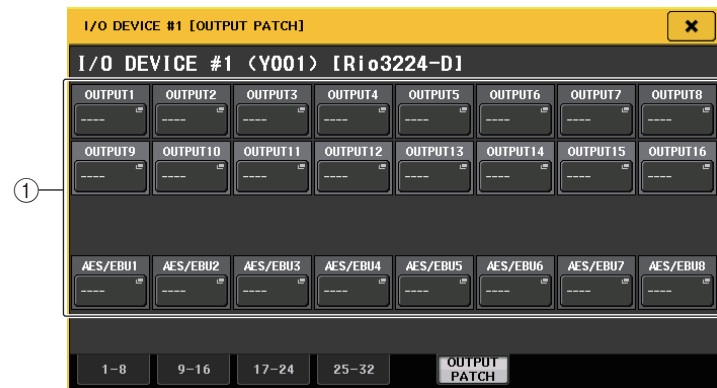 I/O DEVICE #1 [OUTPUT PATCH]
I/O DEVICE #1 (Y001) [Rio3224-D]
OUTPUT1 OUTPUT2 OUTPUT3 OUTPUT4 OUTPUT5 OUTPUT6 OUTPUT7 OUTPUT8
---- ---- ---- ---- ---- ---- ---- ----
OUTPUT9 OUTPUT10 OUTPUT11 OUTPUT12 OUTPUT13 OUTPUT14 OUTPUT15 OUTPUT16
---- ---- ---- ---- ---- ---- ---- ----
1
AES/EBU1 AES/EBU2 AES/EBU3 AES/EBU4 AES/EBU5 AES/EBU6 AES/EBU7 AES/EBU8
---- ---- ---- ---- ---- ---- ---- ----
1-8 9-16 17-24 25-32 OUTPUT
PATCH